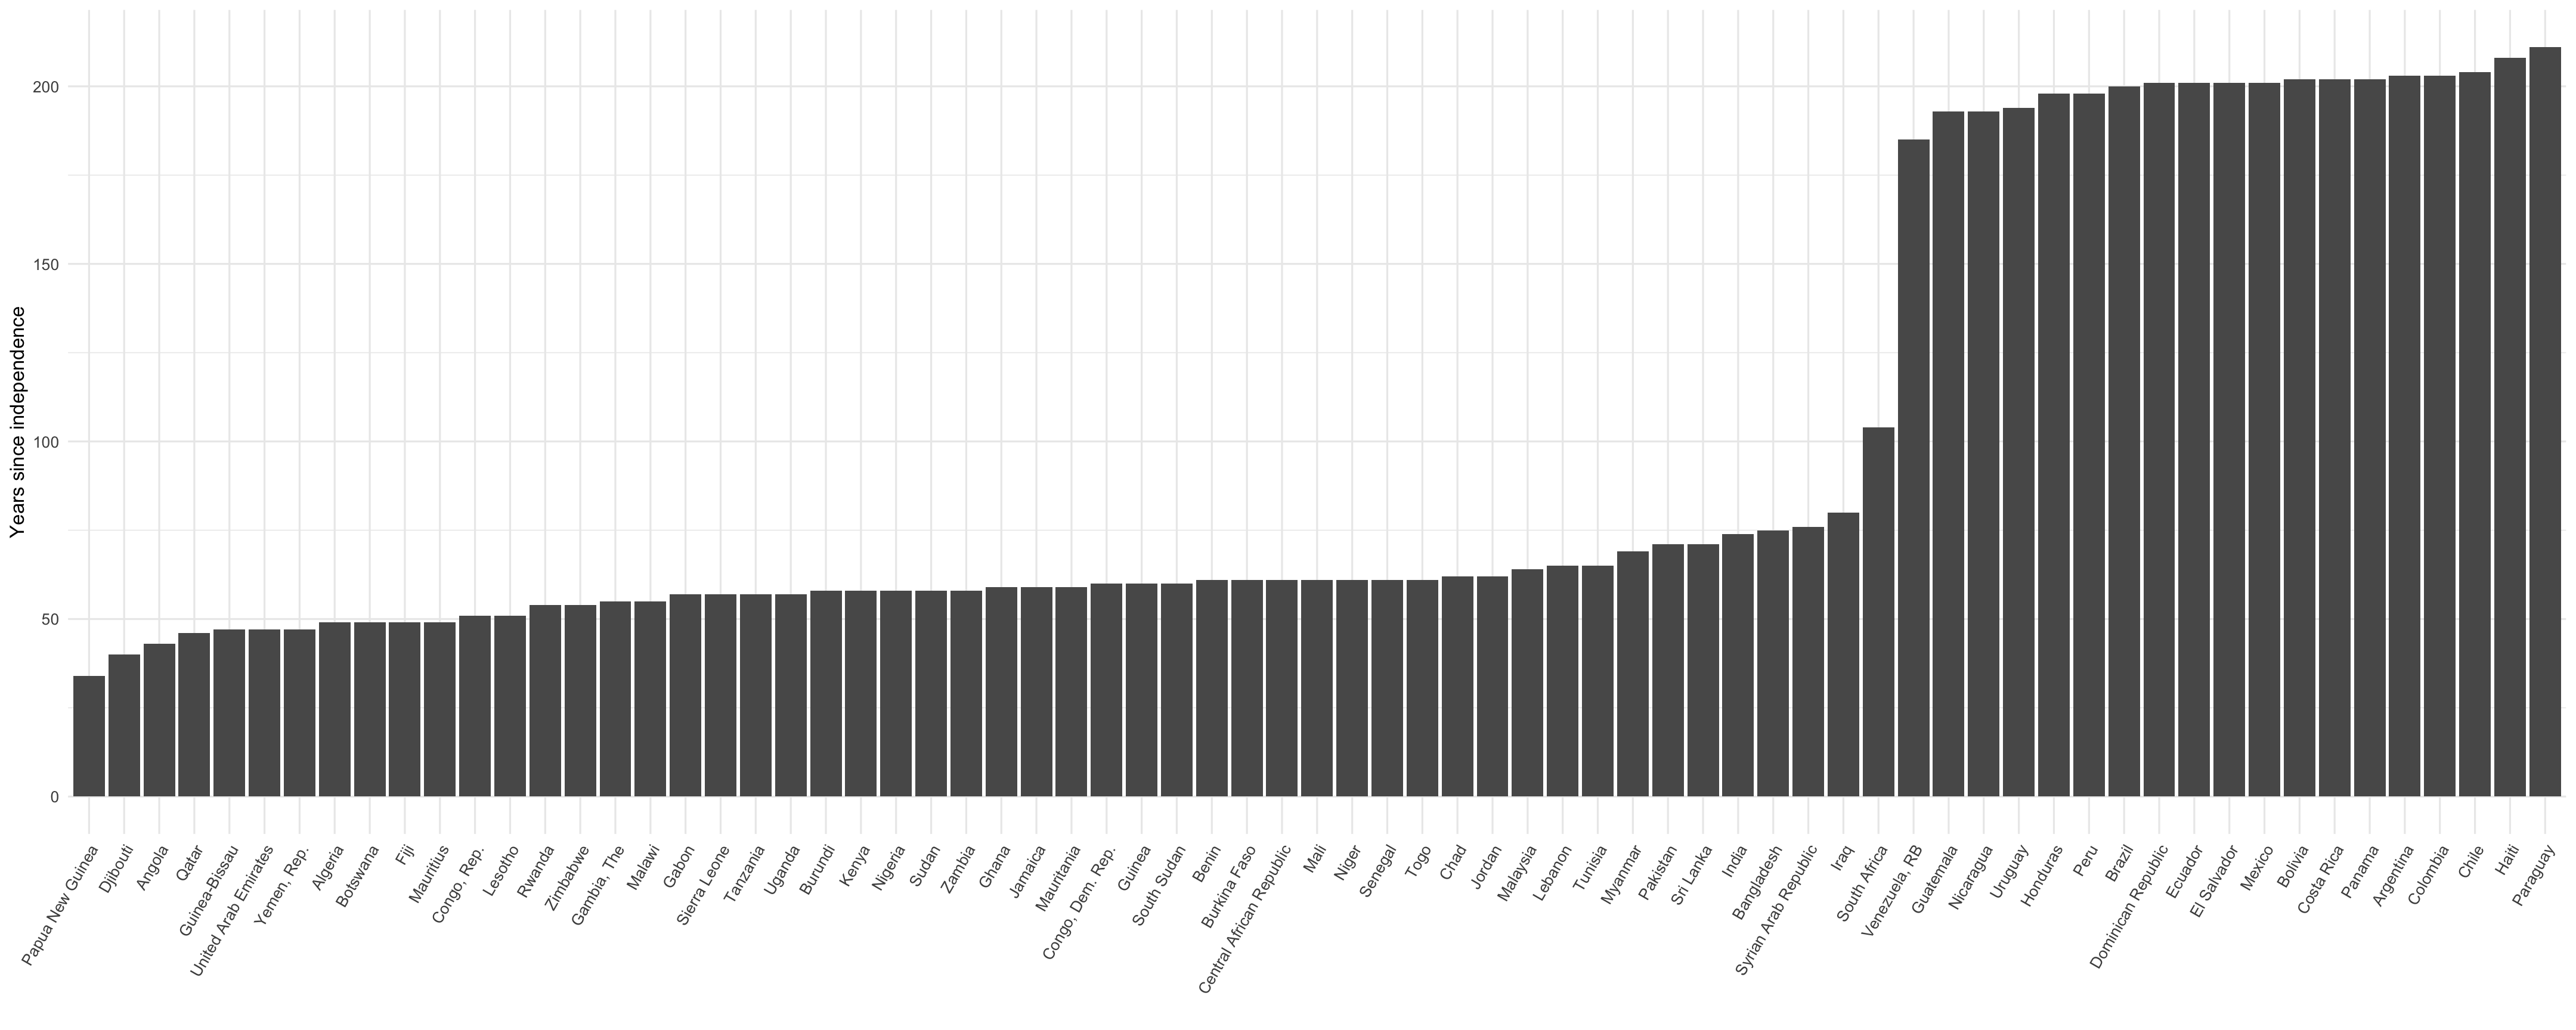 Years since independence
200
150
100
50
0
Papua New Guinea
Djibouti
Angola
Qatar
Guinea-Bissau
United Arab Emirates
Yemen, Rep.
Algeria
Botswana
Fiji
Mauritius
Congo, Rep.
Lesotho
Rwanda
Zimbabwe
Gambia, The
Malawi
Gabon
Sierra Leone
Tanzania
Uganda
Burundi
Kenya
Nigeria
Sudan
Zambia
Ghana
Jamaica
Mauritania
Congo, Dem. Rep.
Guinea
South Sudan
Benin
Burkina Faso
Central African Republic
Mali
Niger
Senegal
Togo
Chad
Jordan
Malaysia
Lebanon
Tunisia
Myanmar
Pakistan
Sri Lanka
India
Bangladesh
Syrian Arab Republic
Iraq
South Africa
Venezuela, RB
Guatemala
Nicaragua
Uruguay
Honduras
Peru
Brazil
Dominican Republic
Ecuador
El Salvador
Mexico
Bolivia
Costa Rica
Panama
Argentina
Colombia
Chile
Haiti
Paraguay